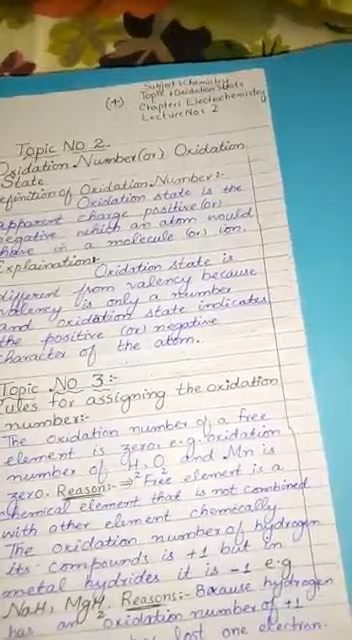 (4)
Subject: Chemistry
Topic: Oxidation State
Chapter: Electrochemistry
Lecture No: 2
Topic No 2.
Oxidation Number (or) Oxidation
State
efinition of Oxidation Number:-
Oxidation state is the
apparent charge positive (or)
negative which an atom would
have in a molecule (or) ion.
Explaination:
Oxidation state is
different from valency because
valency is only a number
and oxidation state indicates
the positive (or) negative
character of the atom.
Topic No 3:-
Rules for assigning the oxidation
number:-
The oxidation number of a free
element is zero. e.g. oxidation
number of H, O and Mn is
zero. Reason:- Free element is a
chemical element that is not combined
with other element chemically
The oxidation number of hydrogen
its compounds is +1 but in
metal hydrides it is -1 e.g
NaH, MgH2. Reasons:- Because hydrogen
has an oxidation number of +1
lost one electron.